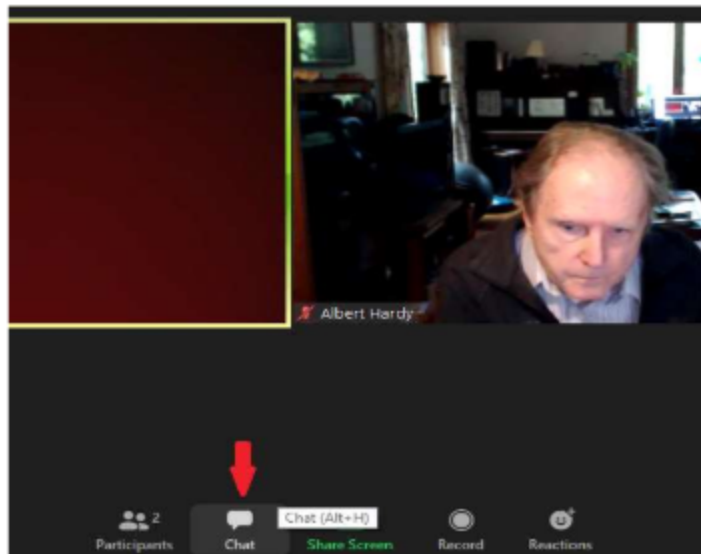 Albert Hardy
2
Chat (Alt+H)
Participants Chat Share Screen Record Reactions